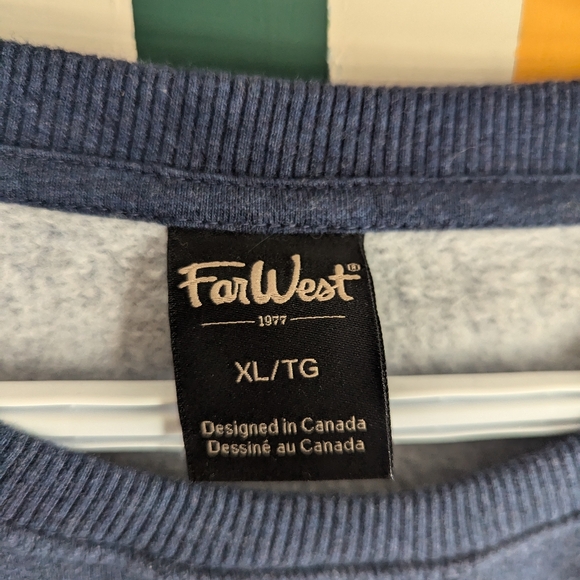 FarWest®
1977
XL/TG
Designed in Canada
Dessiné au Canada